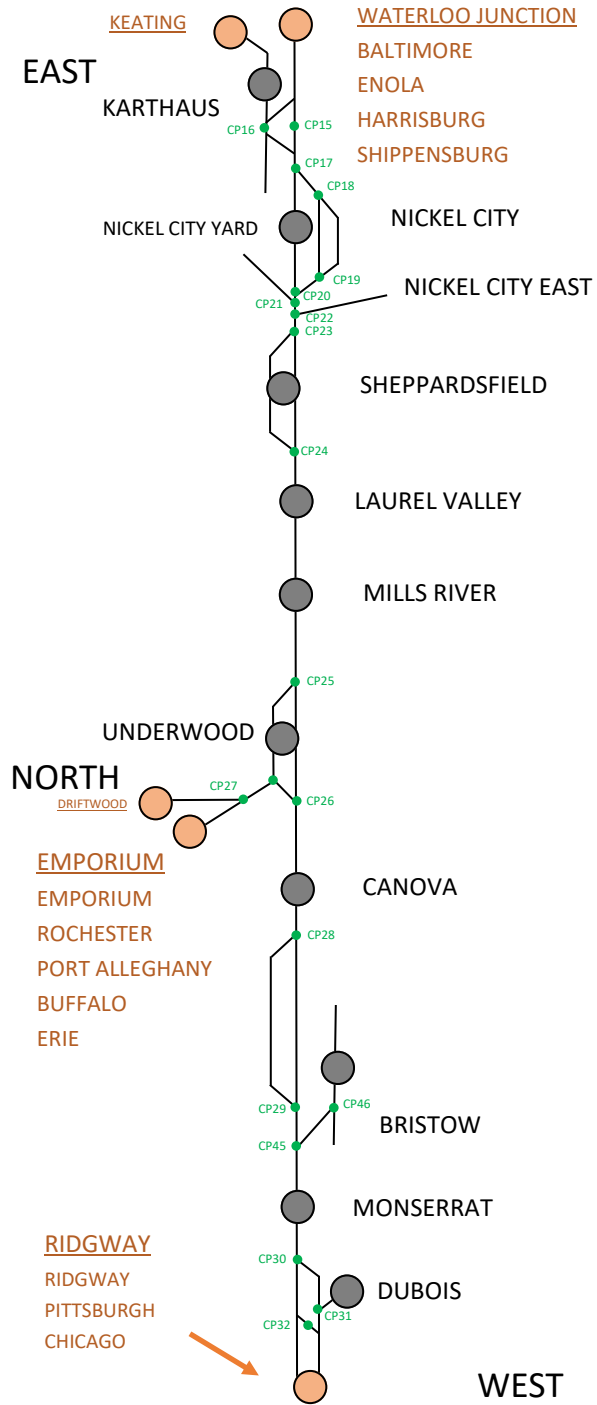 KEATING
WATERLOO JUNCTION
BALTIMORE
ENOLA
HARRISBURG
SHIPPENSBURG
EAST
KARTHAUS
CP16
CP15
CP17
CP18
NICKEL CITY YARD
NICKEL CITY
CP19
CP20
CP21
NICKEL CITY EAST
CP22
CP23
SHEPPARDSFIELD
CP24
LAUREL VALLEY
MILLS RIVER
CP25
UNDERWOOD
NORTH
CP27
DRIFTWOOD
CP26
EMPORIUM
EMPORIUM
ROCHESTER
PORT ALLEGHANY
BUFFALO
ERIE
CANOVA
CP28
CP29
CP46
BRISTOW
CP45
MONSERRAT
RIDGWAY
RIDGWAY
PITTSBURGH
CHICAGO
CP30
DUBOIS
CP31
CP32
WEST